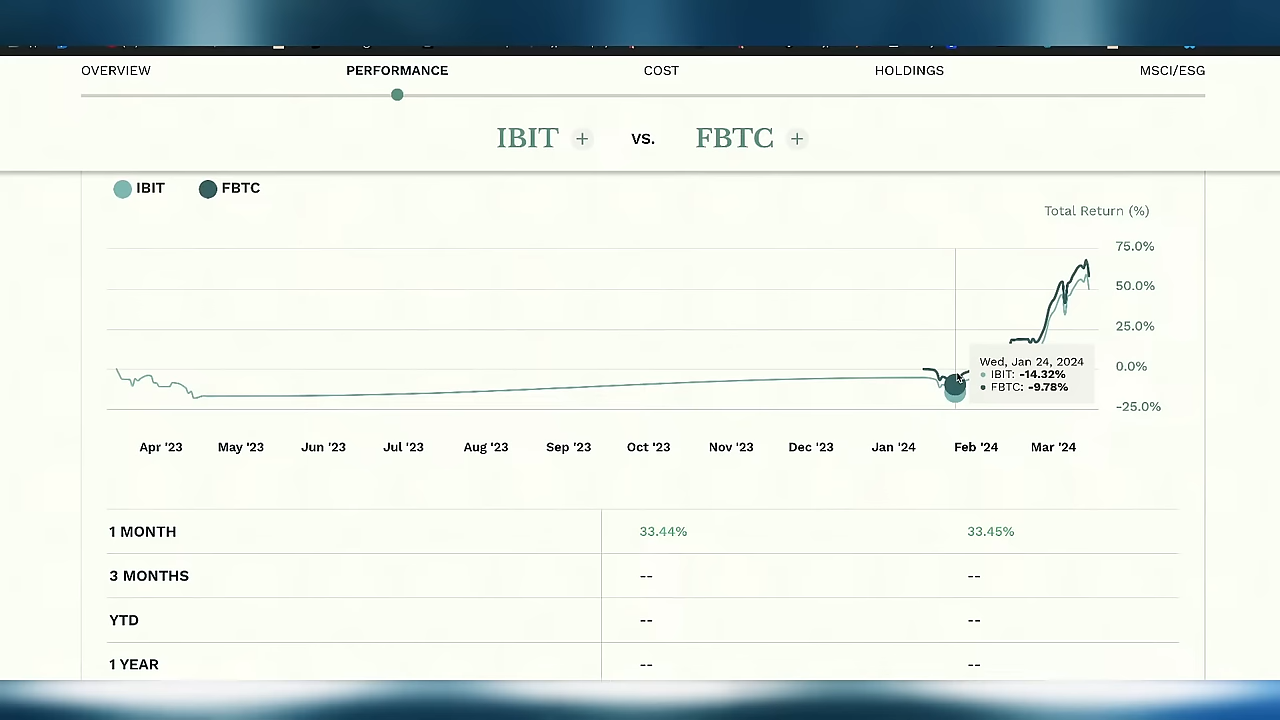 OVERVIEW PERFORMANCE COST HOLDINGS MSCI/ESG
IBIT + VS. FBTC +
IBIT FBTC
Total Return (%)
75.0%
50.0%
25.0%
0.0%
-25.0%
Wed, Jan 24, 2024
IBIT: -14.32%
FBTC: -9.78%
Apr '23 May '23 Jun '23 Jul '23 Aug '23 Sep '23 Oct '23 Nov '23 Dec '23 Jan '24 Feb '24 Mar '24
1 MONTH 33.44% 33.45%
3 MONTHS -- --
YTD -- --
1 YEAR -- --